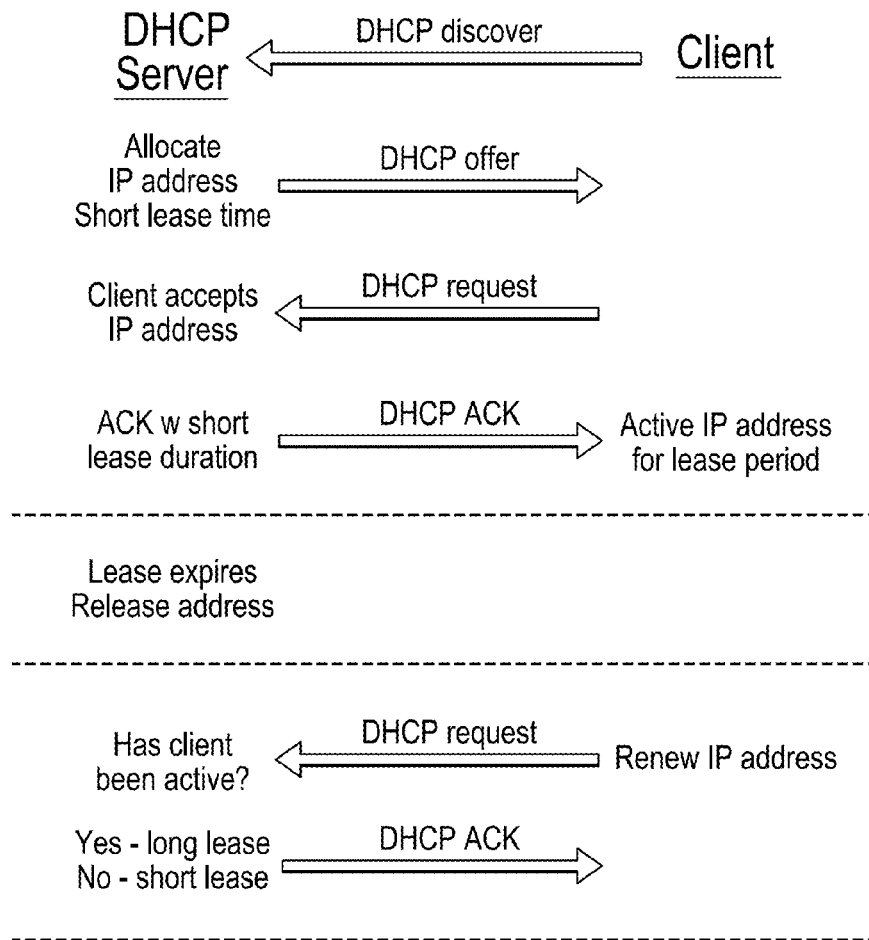 DHCP
Server
DHCP discover
Client
Allocate
IP address
Short lease time
DHCP offer
Client accepts
IP address
DHCP request
ACK w short
lease duration
DHCP ACK
Active IP address
for lease period
Lease expires
Release address
Has client
been active?
DHCP request
Renew IP address
Yes - long lease
No - short lease
DHCP ACK